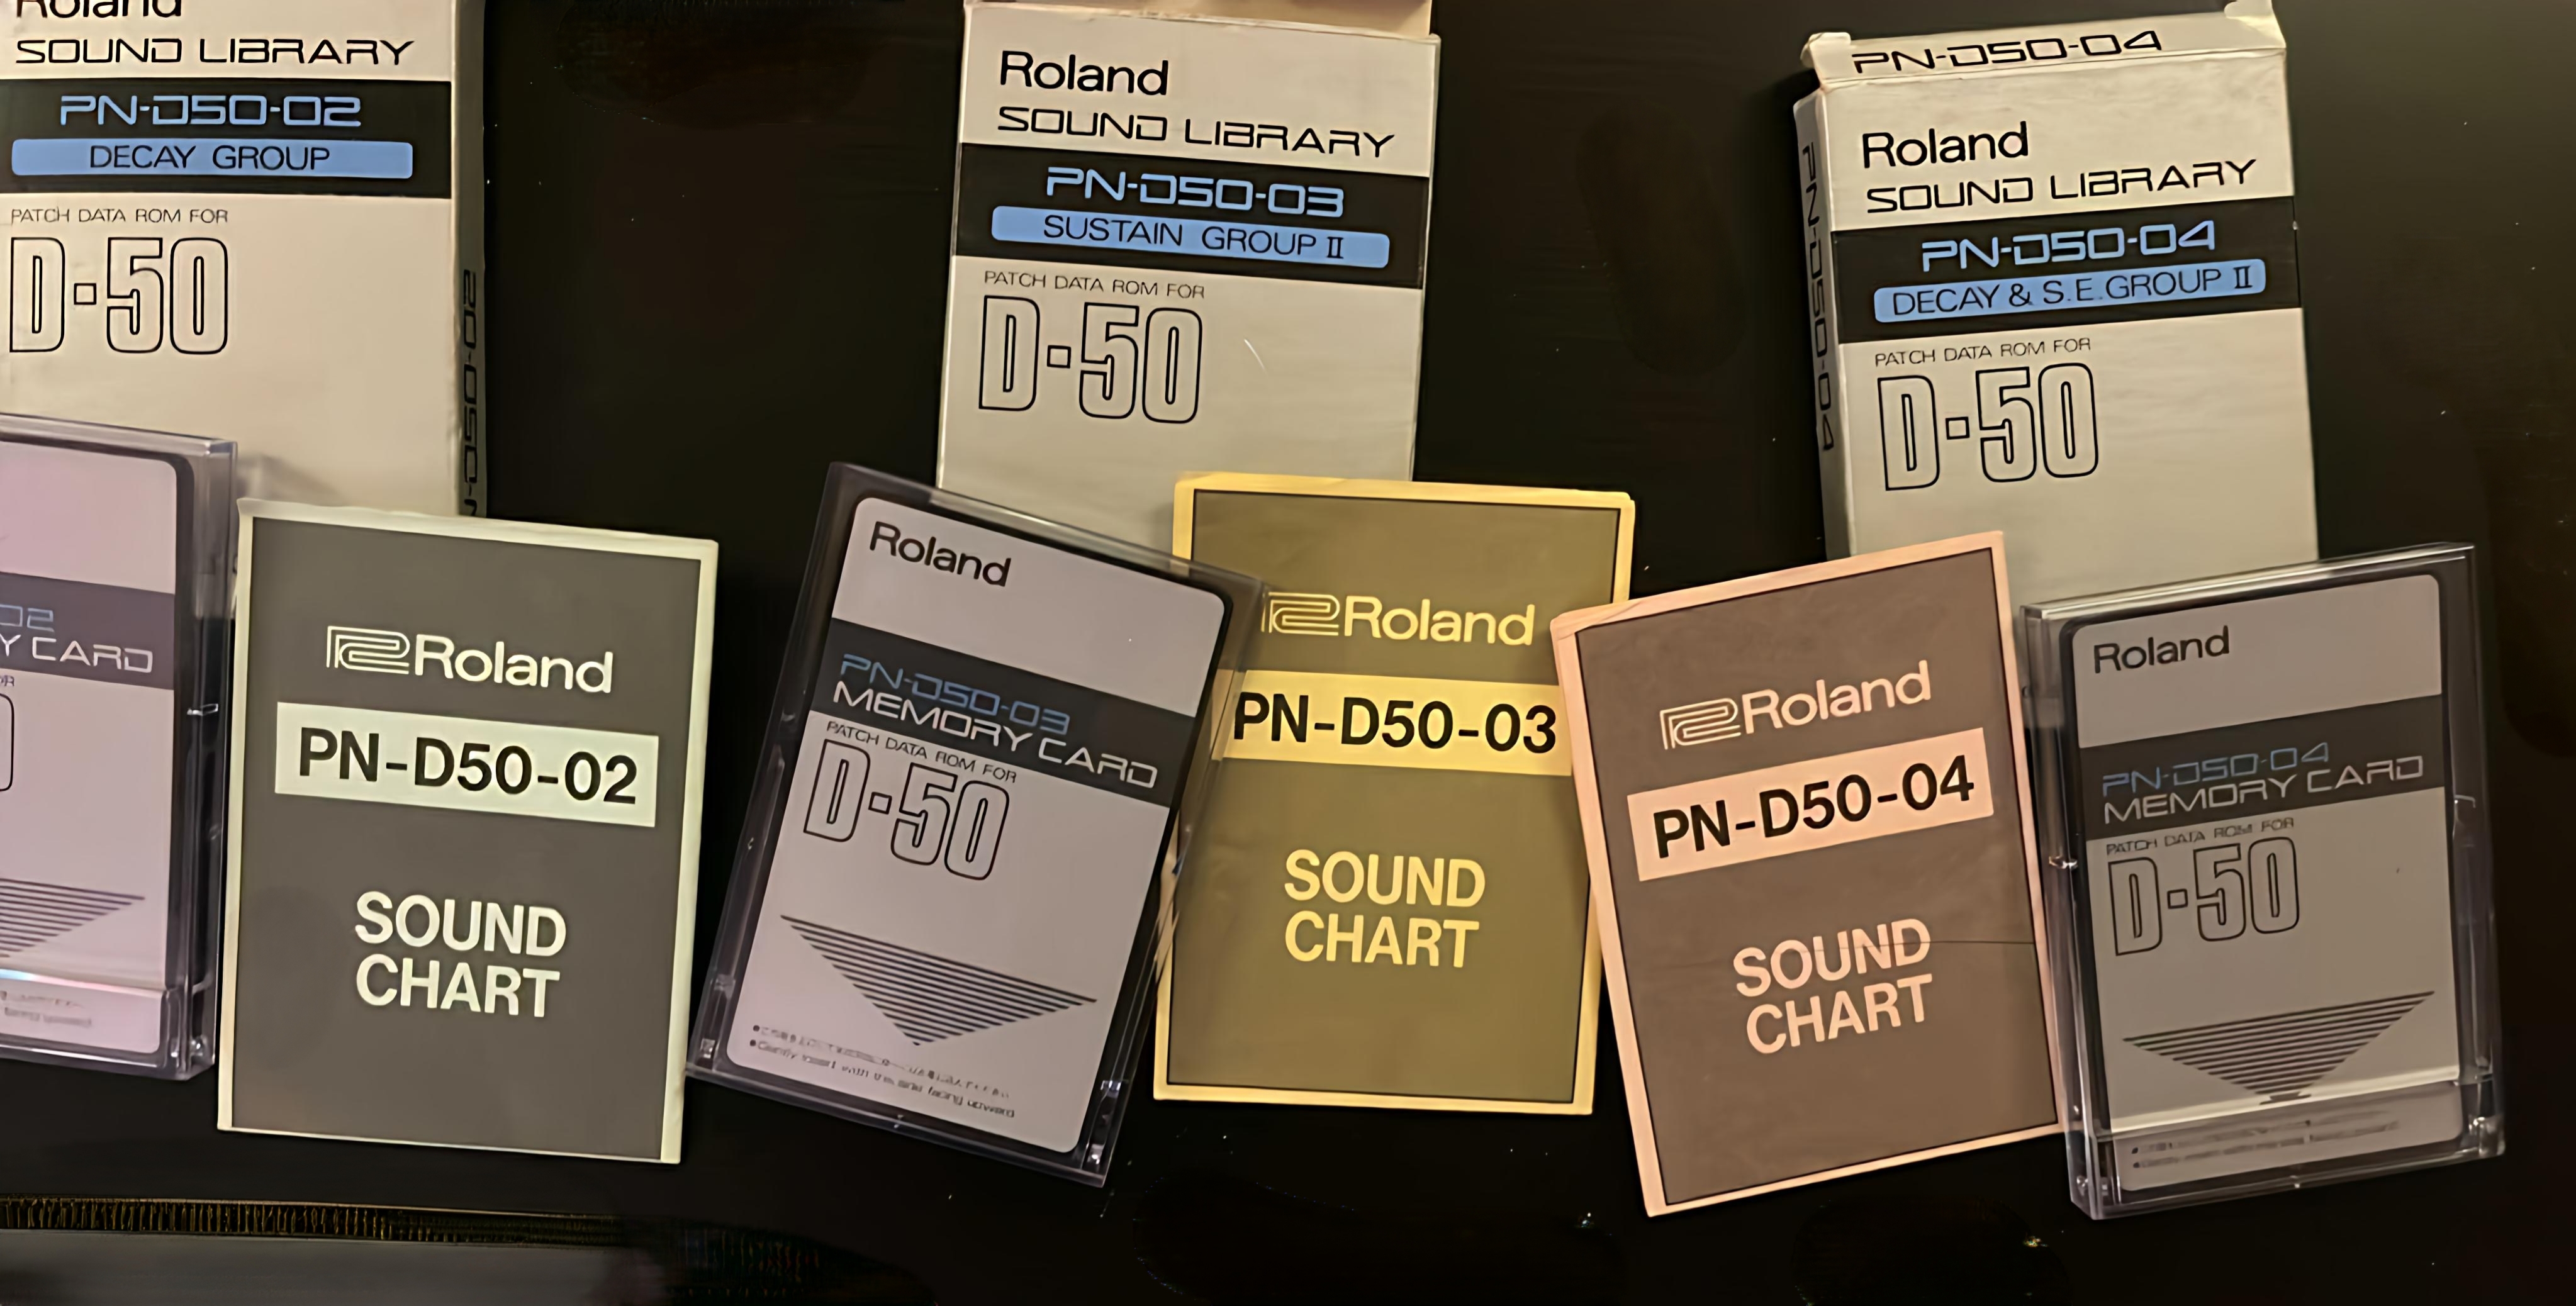 Roland
SOUND LIBRARY
PN-D50-02
DECAY GROUP
PATCH DATA ROM FOR
D-50
Roland
SOUND LIBRARY
PN-D50-03
SUSTAIN GROUP II
PATCH DATA ROM FOR
D-50
PN-D50-04
Roland
SOUND LIBRARY
PN-D50-04
DECAY & S.E.GROUP II
PATCH DATA ROM FOR
D-50
PN-D50-04
02
Y CARD
Roland
PN-D50-02
SOUND
CHART
Roland
PN-D50-03
MEMORY CARD
PATCH DATA ROM FOR
D-50
facing upward
Roland
PN-D50-03
SOUND
CHART
Roland
PN-D50-04
SOUND
CHART
Roland
PN-D50-04
MEMORY CARD
PATCH DATA ROM FOR
D-50